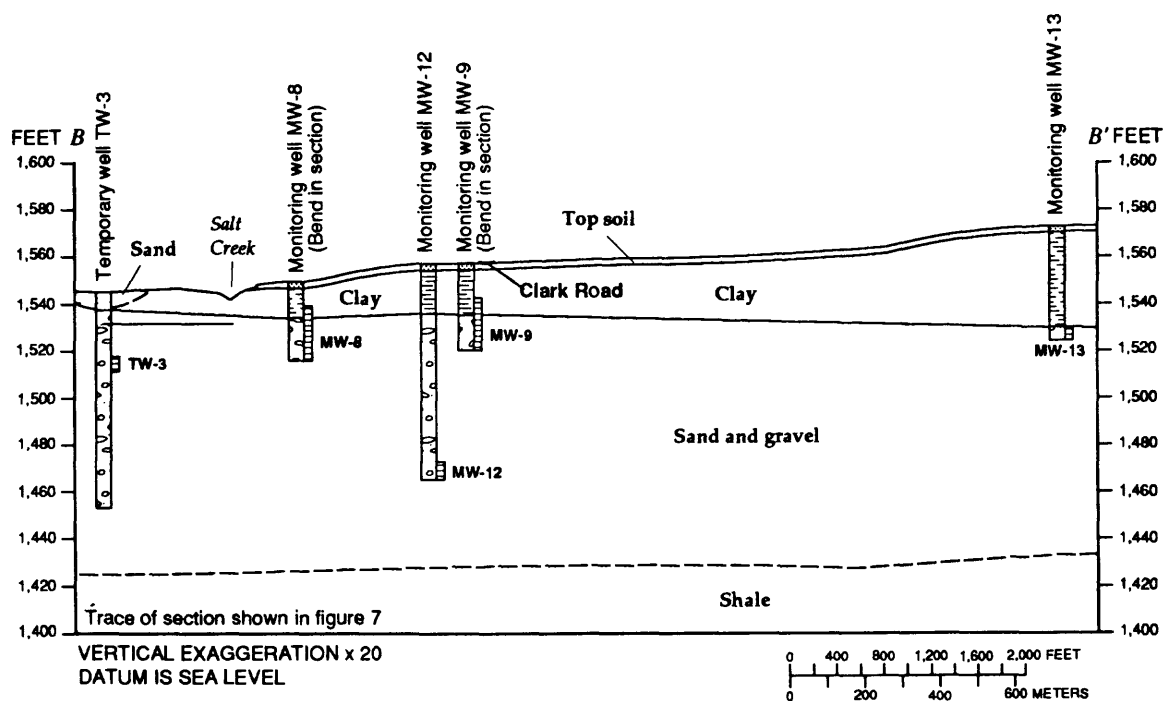 Temporary well TW-3
Monitoring well MW-8
(Bend in section)
Monitoring well MW-12
Monitoring well MW-9
(Bend in section)
Monitoring well MW-13
FEET B
B' FEET
1,600
1,580
1,560
1,540
1,520
1,500
1,480
1,460
1,440
1,420
1,400
1,600
1,580
1,560
1,540
1,520
1,500
1,480
1,460
1,440
1,420
1,400
Sand
Salt
Creek
Top soil
Clay
Clark Road
Clay
TW-3
MW-8
MW-9
MW-13
MW-12
Sand and gravel
Shale
Trace of section shown in figure 7
VERTICAL EXAGGERATION x 20
DATUM IS SEA LEVEL
0 400 800 1,200 1,600 2,000 FEET
0 200 400 600 METERS